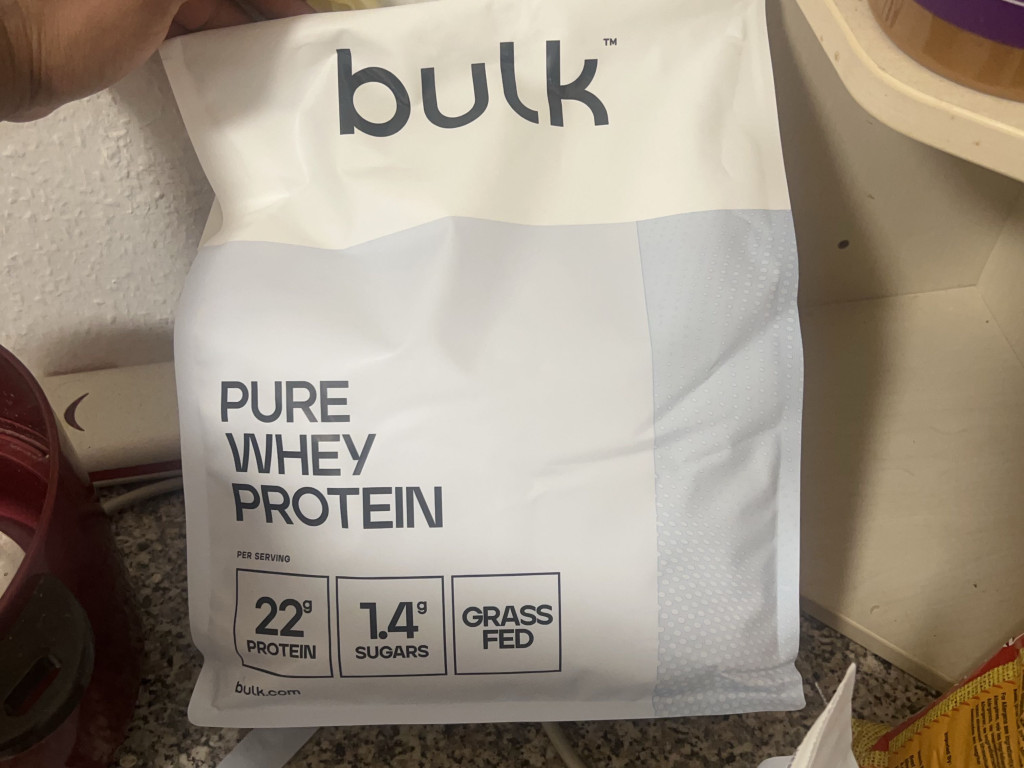 bulk™
PURE
WHEY
PROTEIN
PER SERVING
22g
PROTEIN
1.4g
SUGARS
GRASS
FED
bulk.com